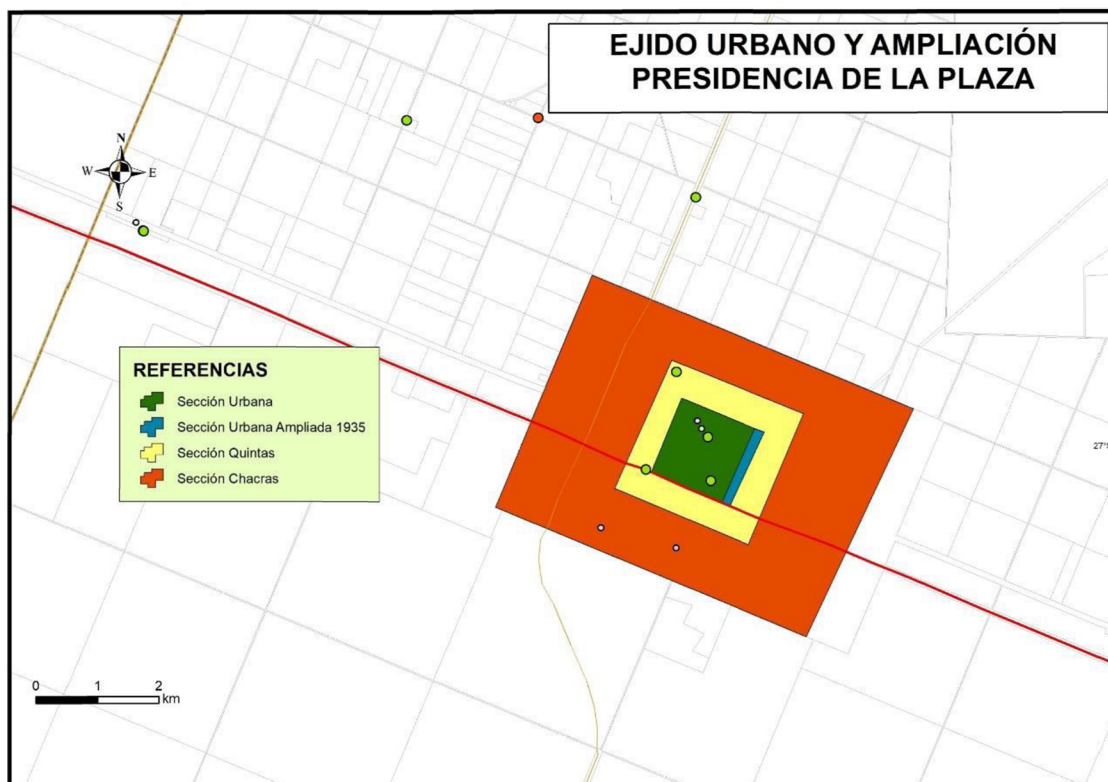 EJIDO URBANO Y AMPLIACIÓN
PRESIDENCIA DE LA PLAZA
N
W
E
S
REFERENCIAS
Sección Urbana
Sección Urbana Ampliada 1935
Sección Quintas
Sección Chacras
0 1 2
km